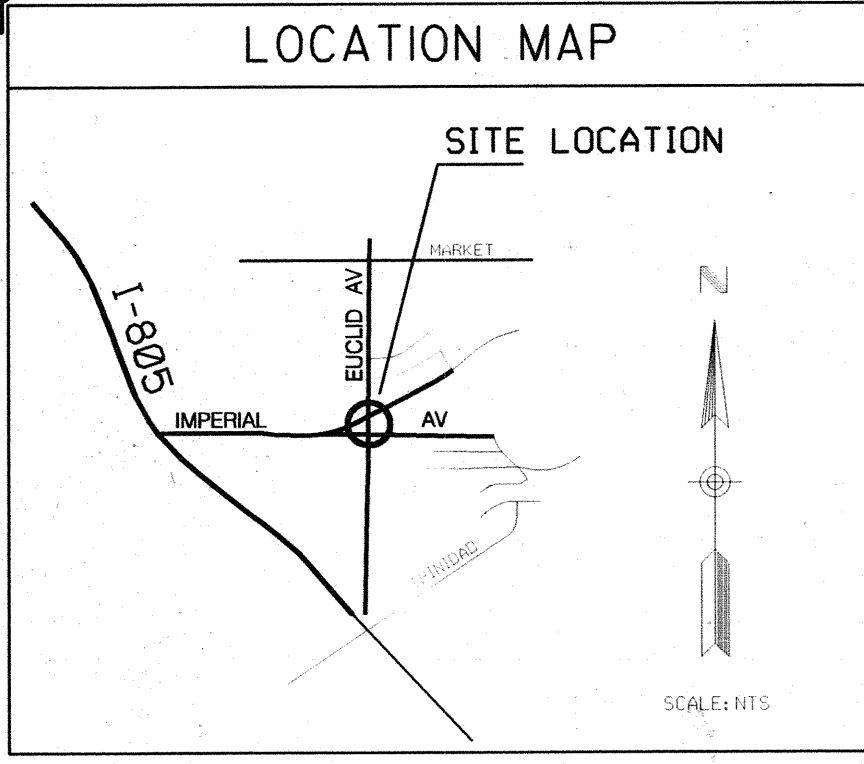 LOCATION MAP
SITE LOCATION
MARKET
N
EUCLID AV
I-805
IMPERIAL
AV
TRINIDAD
SCALE: NTS